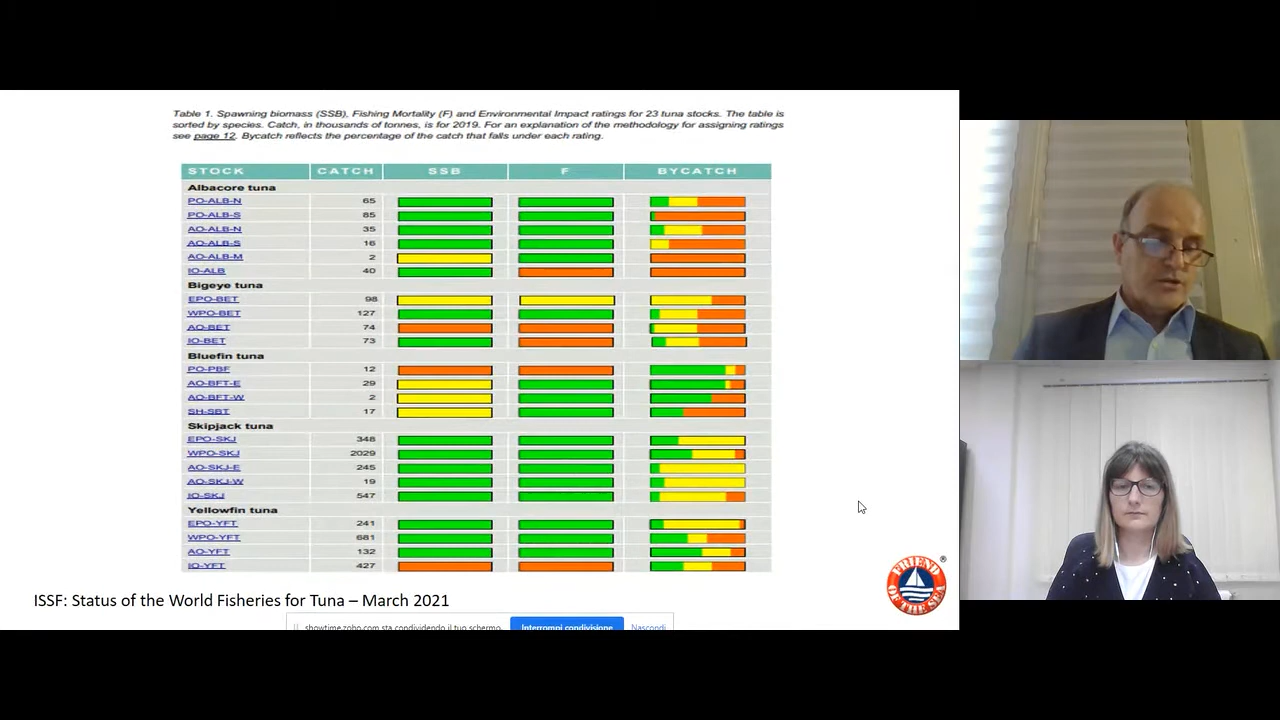 Table 1. Spawning biomass (SSB), Fishing Mortality (F) and Environmental Impact ratings for 23 tuna stocks. The table is
sorted by species. Catch, in thousands of tonnes, is for 2019. For an explanation of the methodology for assigning ratings
see page 12. Bycatch reflects the percentage of the catch that falls under each rating.
STOCK CATCH SSB F BYCATCH
Albacore tuna
PO-ALB-N 65
PO-ALB-S 85
AO-ALB-N 35
AO-ALB-S 16
AO-ALB-M 2
IO-ALB 40
Bigeye tuna
EPO-BET 98
WPO-BET 127
AO-BET 74
IO-BET 73
Bluefin tuna
PO-PBF 12
AO-BFT-E 29
AO-BFT-W 2
SH-SBT 17
Skipjack tuna
EPO-SKJ 348
WPO-SKJ 2029
AO-SKJ-E 245
AO-SKJ-W 19
IO-SKJ 547
Yellowfin tuna
EPO-YFT 241
WPO-YFT 681
AO-YFT 132
IO-YFT 427
FRIEND
OF THE SEA
®
ISSF: Status of the World Fisheries for Tuna – March 2021
showtime.zoho.com sta condividendo il tuo schermo. Interrompi condivisione Nascondi